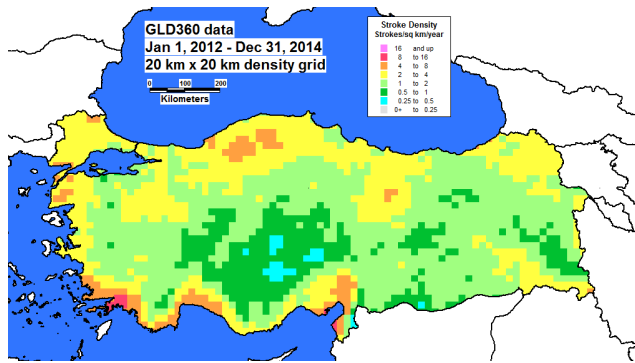 GLD360 data
Jan 1, 2012 - Dec 31, 2014
20 km x 20 km density grid
0 100 200
Kilometers
Stroke Density
Strokes/sq km/year
16 and up
8 to 16
4 to 8
2 to 4
1 to 2
0.5 to 1
0.25 to 0.5
0+ to 0.25